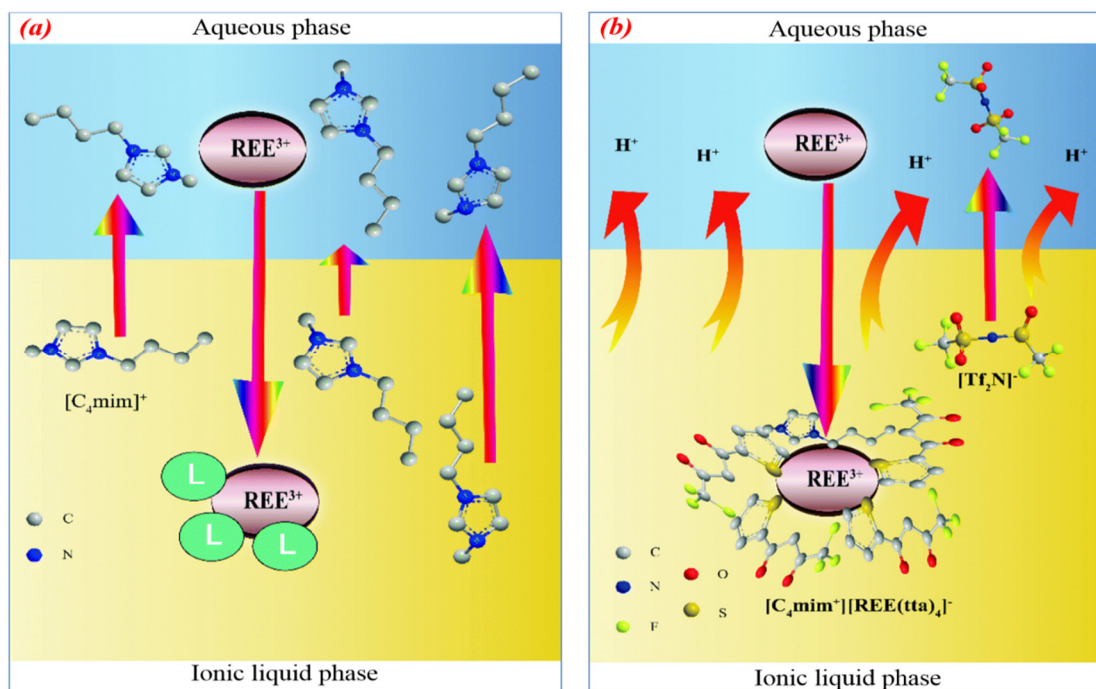 (a)
Aqueous phase
REE³⁺
[C₄mim]⁺
L
REE³⁺
L
L
C
N
Ionic liquid phase
(b)
Aqueous phase
REE³⁺
H⁺
H⁺
H⁺
H⁺
[Tf₂N]⁻
REE³⁺
C
N
O
S
F
[C₄mim⁺][REE(tta)₄]⁻
Ionic liquid phase